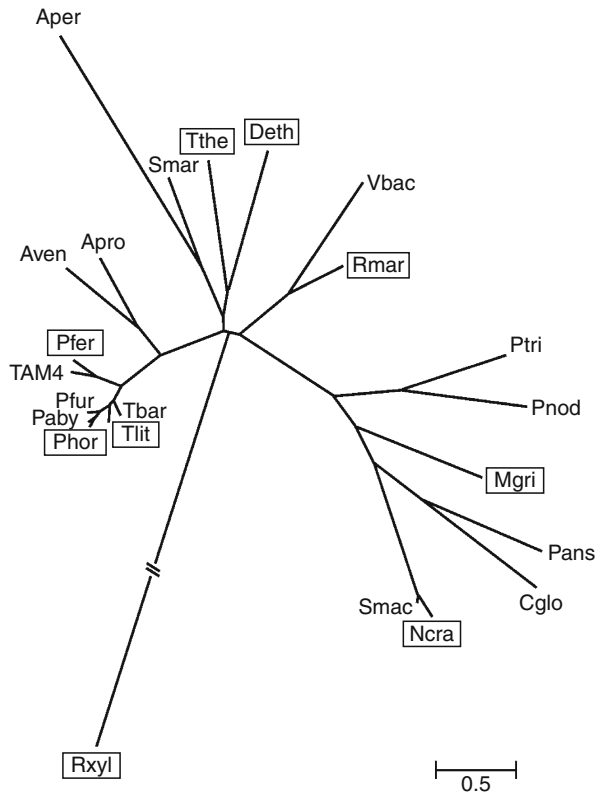 Aper
Deth
Tthe
Smar
Vbac
Apro
Aven
Rmar
Pfer
Ptri
TAM4
Pfur
Tbar
Pnod
Paby
Tlit
Phor
Mgri
Pans
Cglo
Smac
Ncra
Rxyl
0.5